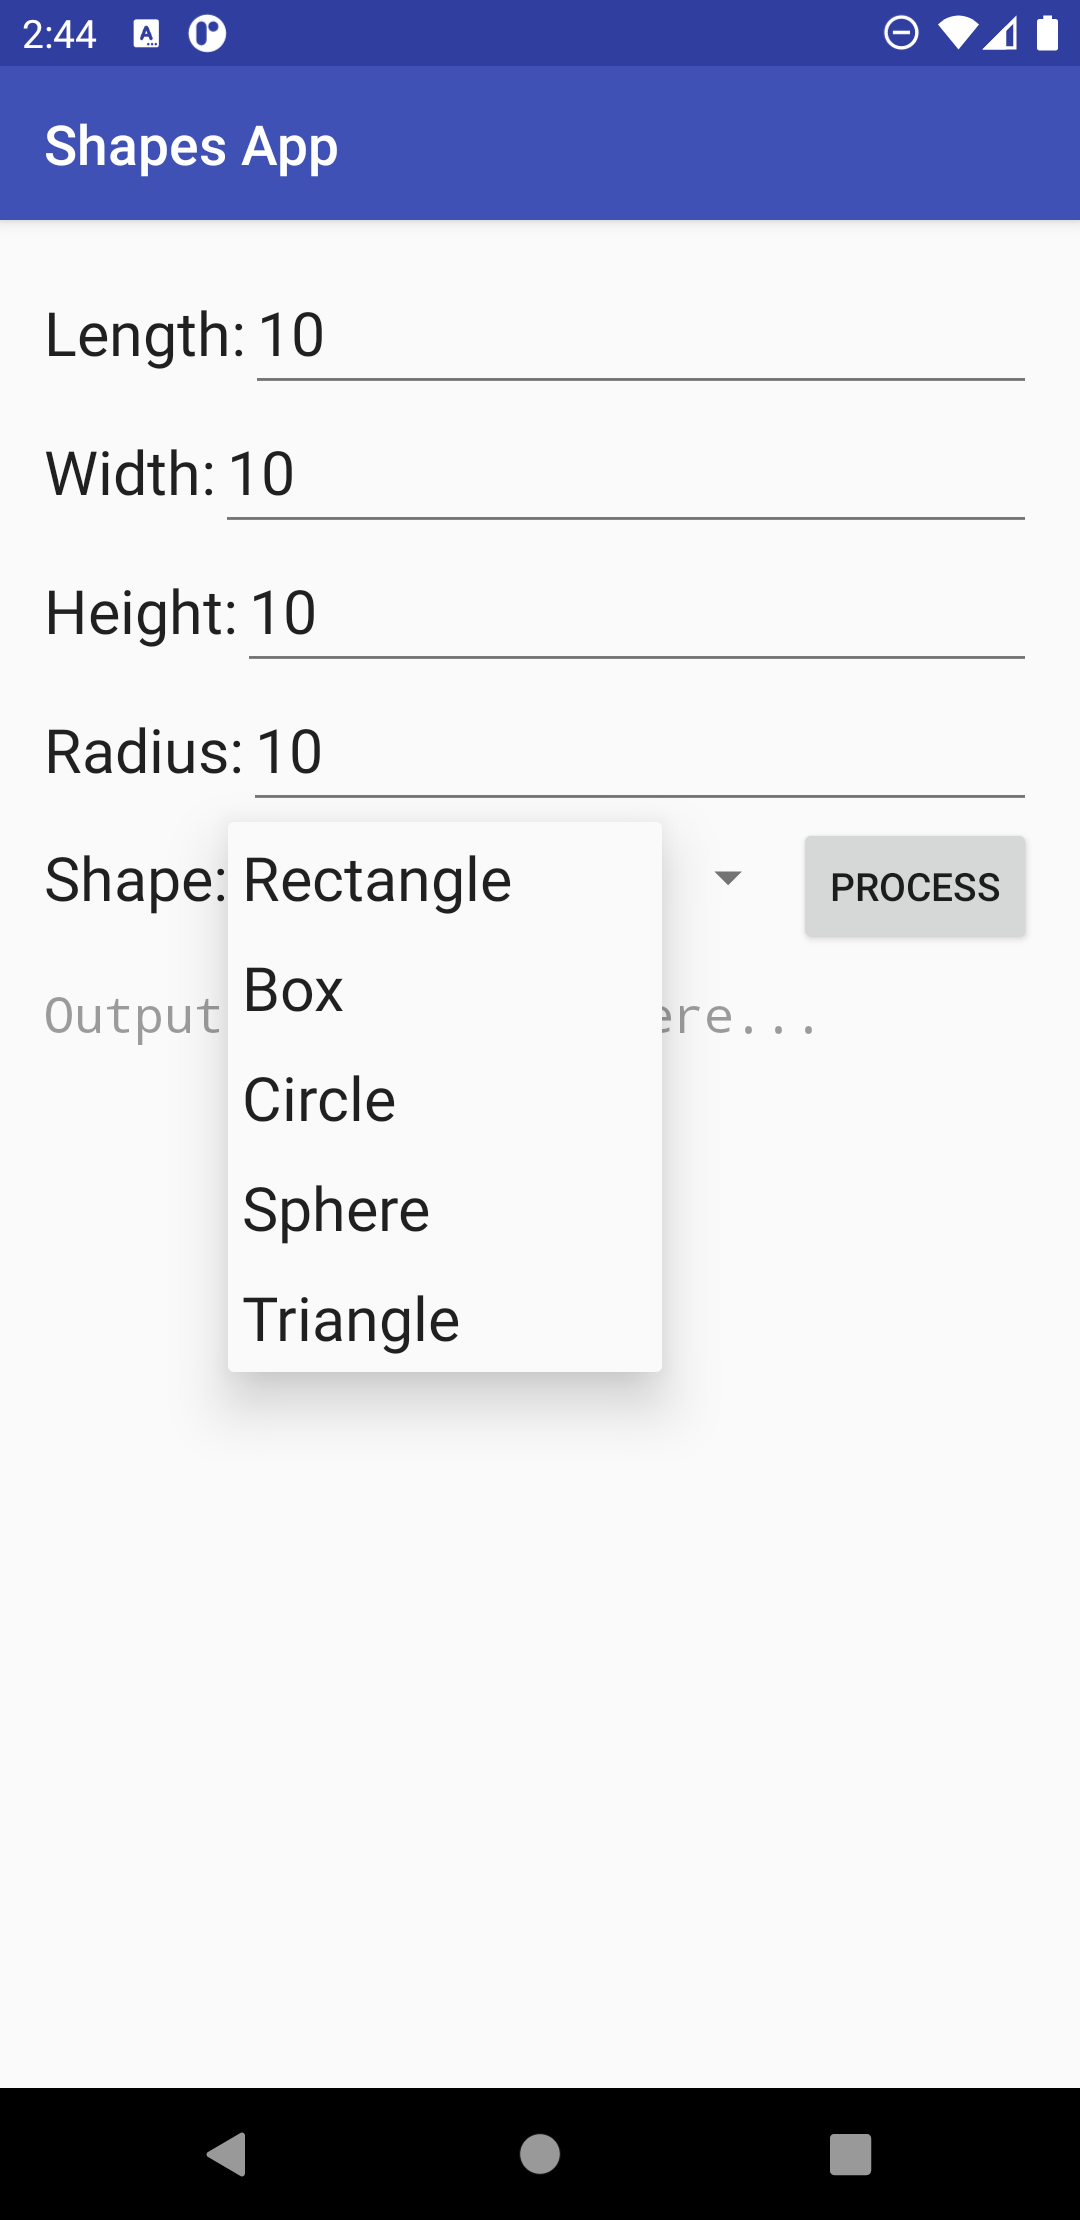 2:44
Shapes App
Length: 10
Width: 10
Height: 10
Radius: 10
Shape: Rectangle
PROCESS
Box
Output ere...
Circle
Sphere
Triangle